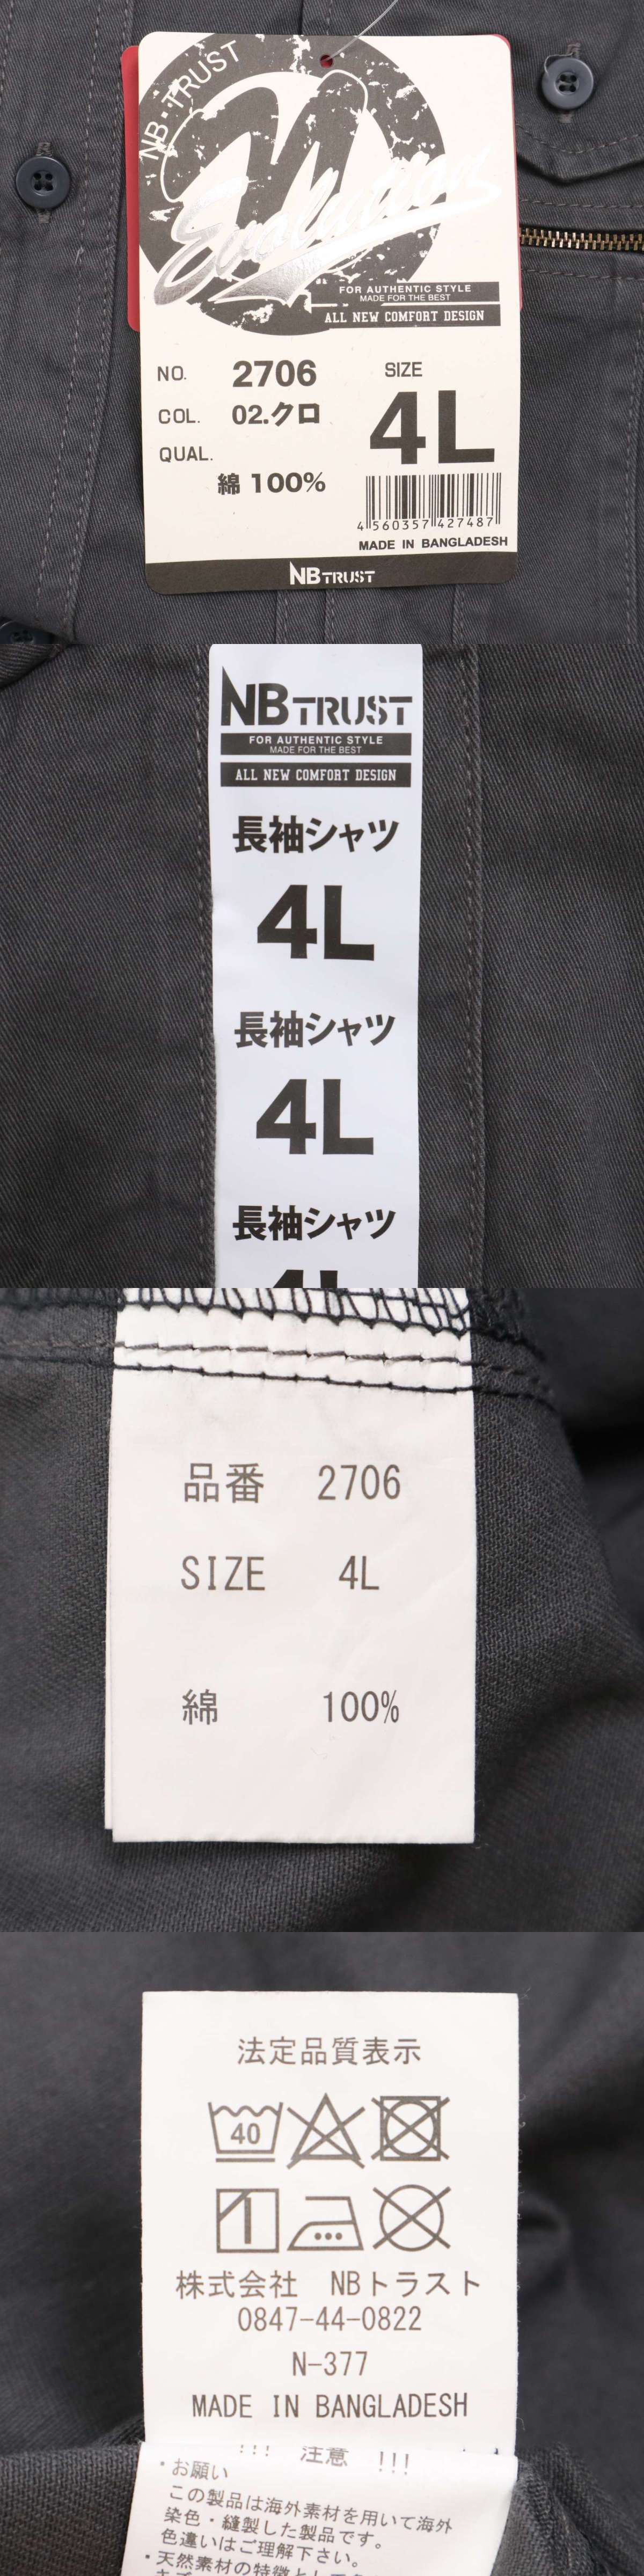 NB・TRUST
Evolution
FOR AUTHENTIC STYLE
MADE FOR THE BEST
ALL NEW COMFORT DESIGN
NO. 2706
COL. 02.クロ
QUAL.
綿 100%
SIZE
4L
4560357427487
MADE IN BANGLADESH
NB TRUST
NB TRUST
FOR AUTHENTIC STYLE
MADE FOR THE BEST
ALL NEW COMFORT DESIGN
長袖シャツ
4L
長袖シャツ
4L
長袖シャツ
4L
品番 2706
SIZE 4L
綿 100%
法定品質表示
40
株式会社 NBトラスト
0847-44-0822
N-377
MADE IN BANGLADESH
!!! 注意 !!!
・お願い
この製品は海外素材を用いて海外
染色・縫製した製品です。
色違いはご理解下さい。
・天然素材の特徴として